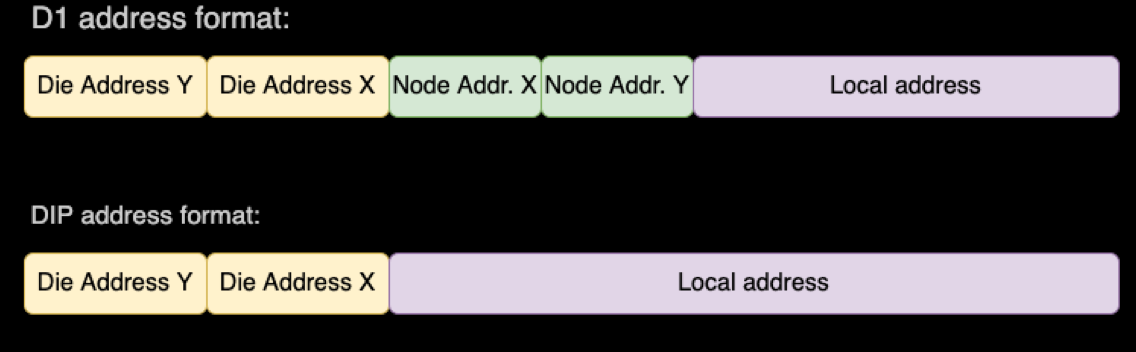 D1 address format:
Die Address Y Die Address X Node Addr. X Node Addr. Y Local address
DIP address format:
Die Address Y Die Address X Local address